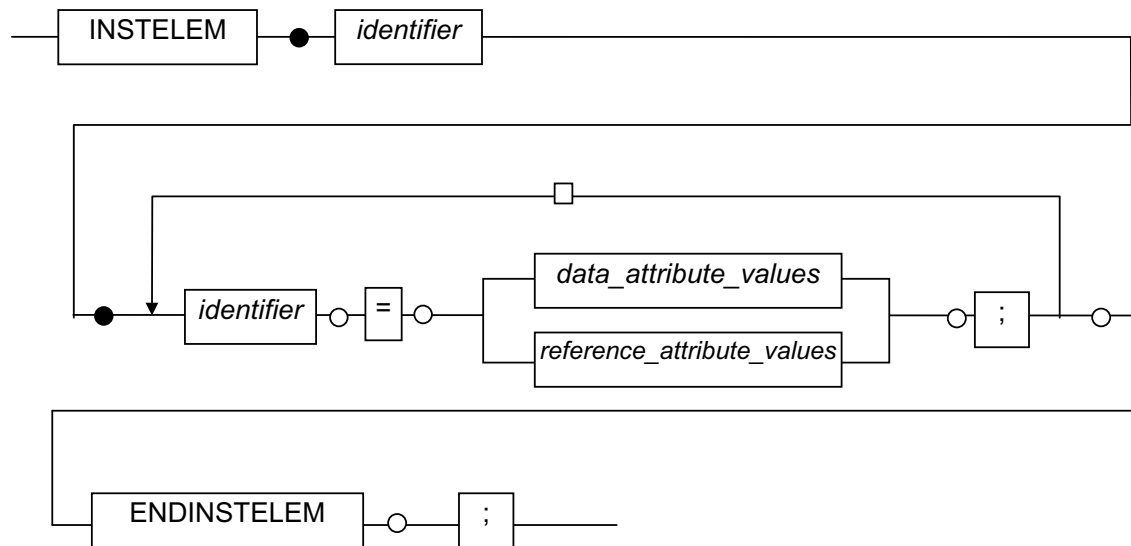 INSTELEM identifier
data_attribute_values
identifier = ;
reference_attribute_values
ENDINSTELEM ;